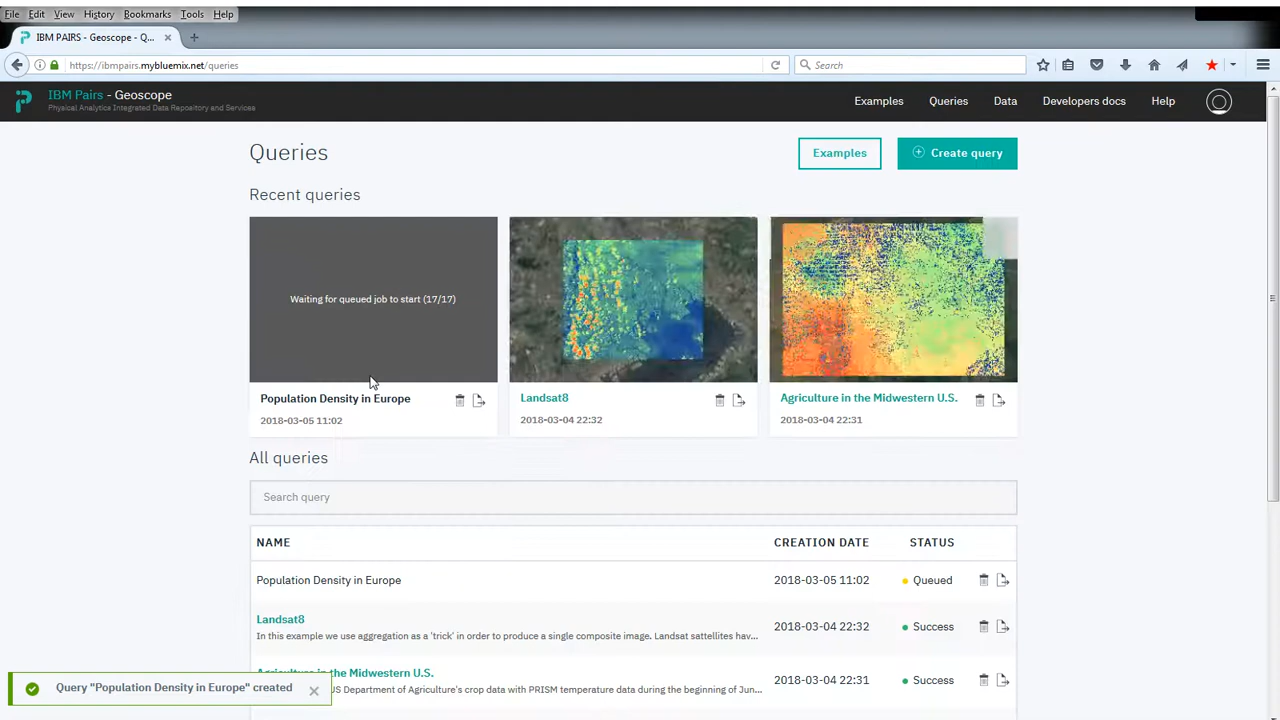 File Edit View History Bookmarks Tools Help
IBM PAIRS - Geoscope - Q...
https://ibmpairs.mybluemix.net/queries
Search
IBM Pairs - Geoscope
Physical Analytics Integrated Data Repository and Services
Examples Queries Data Developers docs Help
Queries
Examples
Create query
Recent queries
Waiting for queued job to start (17/17)
Population Density in Europe
2018-03-05 11:02
Landsat8
2018-03-04 22:32
Agriculture in the Midwestern U.S.
2018-03-04 22:31
All queries
Search query
NAME CREATION DATE STATUS
Population Density in Europe 2018-03-05 11:02 Queued
Landsat8
In this example we use aggregation as a 'trick' in order to produce a single composite image. Landsat sattellites hav...
2018-03-04 22:32 Success
the Midwestern U.S.
US Department of Agriculture's crop data with PRISM temperature data during the beginning of Jun...
2018-03-04 22:31 Success
Query "Population Density in Europe" created